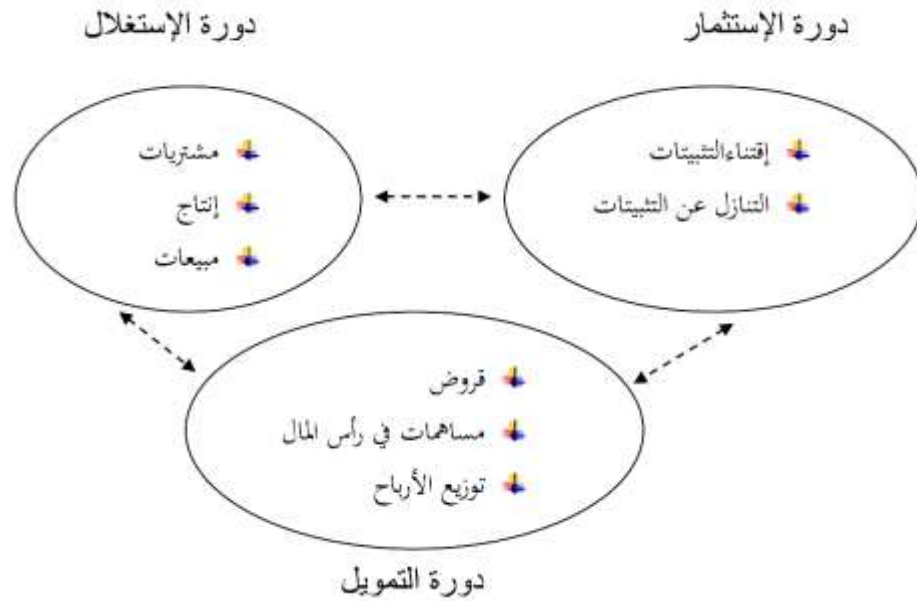 دورة الإستثمار
دورة الإستغلال
إقتناءالتثبيتات
التنازل عن التثبيتات
مشتريات
إنتاج
مبيعات
قروض
مساهمات في رأس المال
توزيع الأرباح
دورة التمويل